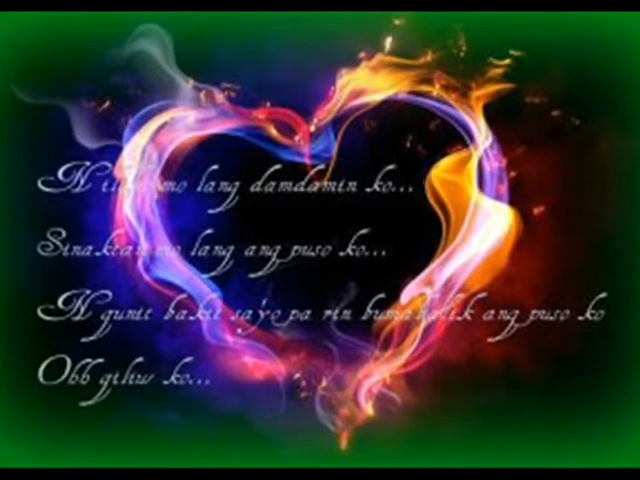 mo lang damdamin ko...
Sinaktan mo lang ang puso ko...
Ngunit bakit sa'yo pa rin bumabalik ang puso ko
Ohh giliw ko...